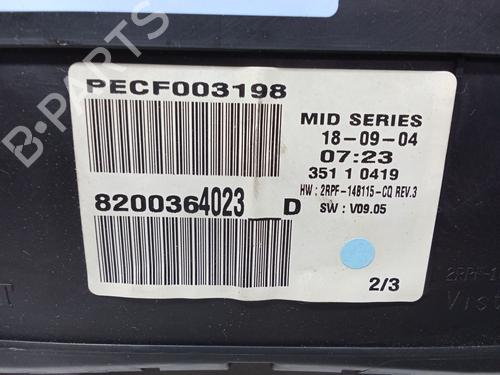 B-PARTS
PECF003198
8200364023 D
MID SERIES
18-09-04
07:23
351 1 0419
HW : 2RPF-14B115-CQ REV.3
SW : V09.05
2/3